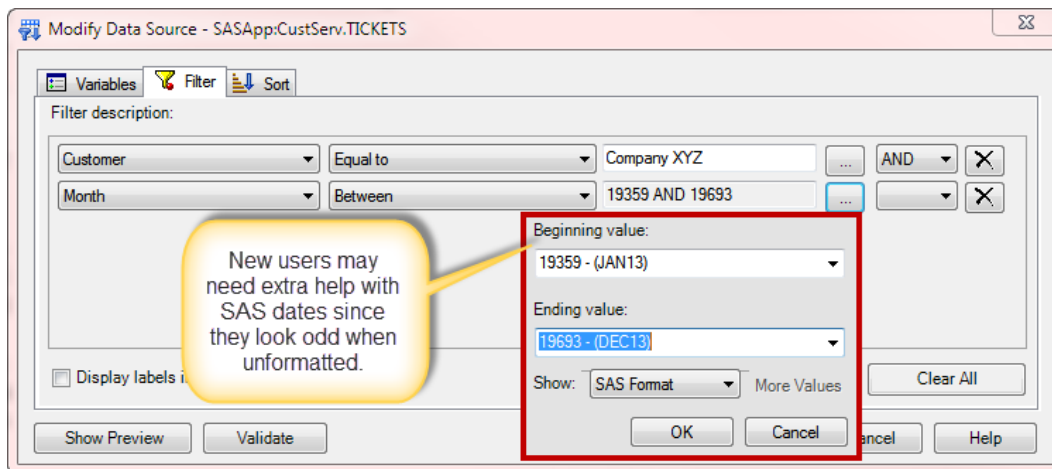 Modify Data Source - SASApp:CustServ.TICKETS
Variables Filter Sort
Filter description:
Customer Equal to Company XYZ ... AND
Month Between 19359 AND 19693 ...
Beginning value:
19359 - (JAN13)
New users may
need extra help with
SAS dates since
they look odd when
unformatted.
Ending value:
19693 - (DEC13)
Display labels
Show: SAS Format More Values
Clear All
OK Cancel
Show Preview Validate
Help